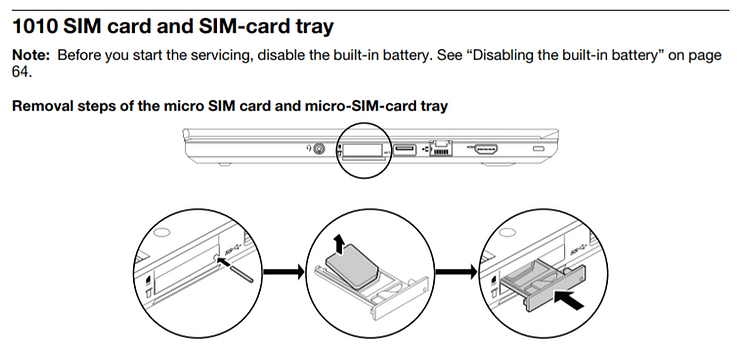 1010 SIM card and SIM-card tray
Note: Before you start the servicing, disable the built-in battery. See “Disabling the built-in battery” on page
64.
Removal steps of the micro SIM card and micro-SIM-card tray